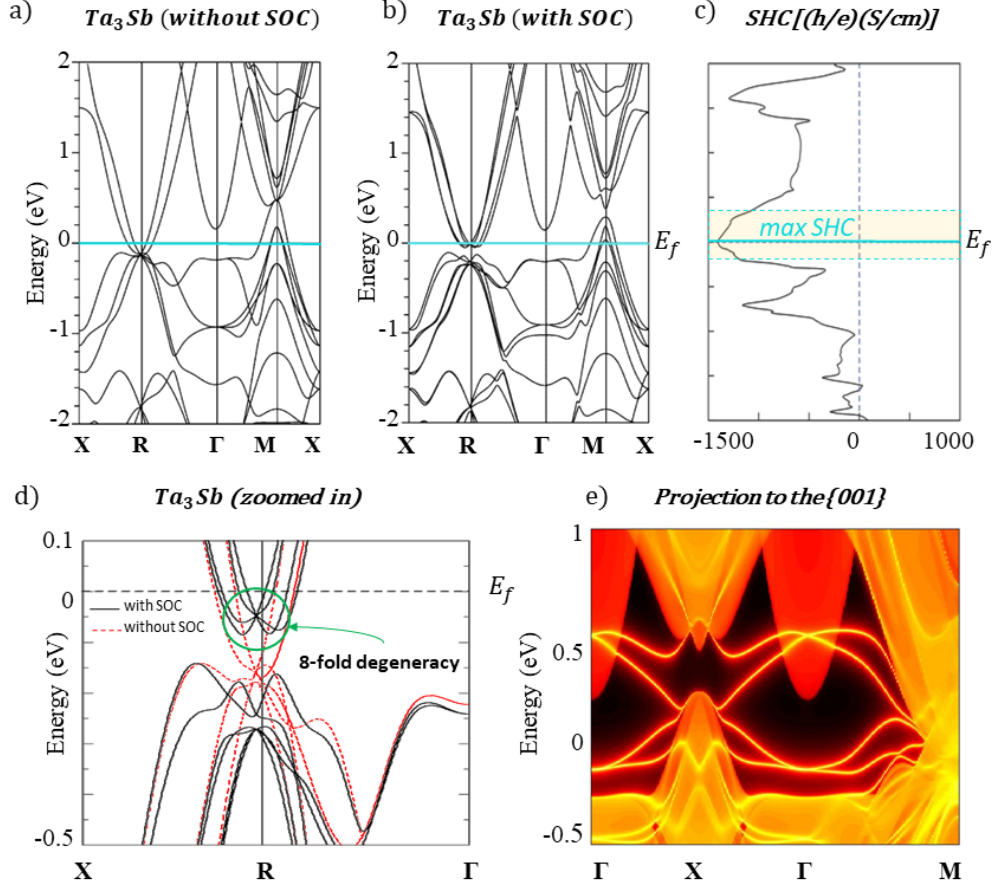 a)
Ta₃Sb (without SOC)
b)
Ta₃Sb (with SOC)
c)
SHC[(h/e)(S/cm)]
2
1
0
-1
-2
Energy (eV)
X R Γ M X
2
1
0
-1
-2
Energy (eV)
E_f
X R Γ M X
max SHC
E_f
-1500 0 1000
d)
Ta₃Sb (zoomed in)
e)
Projection to the{001}
0.1
0
-0.5
Energy (eV)
E_f
with SOC
without SOC
8-fold degeneracy
X R Γ
1
0.5
0
-0.5
Energy (eV)
Γ X Γ M